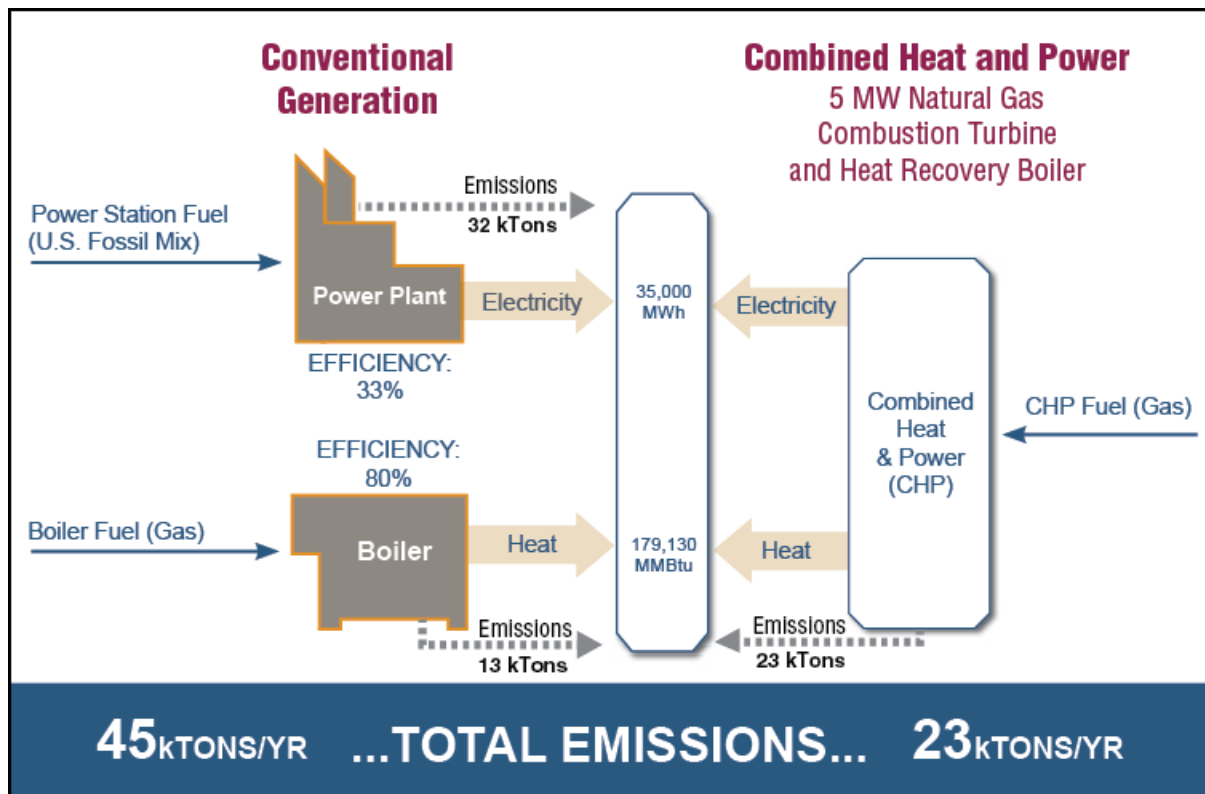 Conventional
Generation
Combined Heat and Power
5 MW Natural Gas
Combustion Turbine
and Heat Recovery Boiler
Power Station Fuel
(U.S. Fossil Mix)
Emissions
32 kTons
Power Plant
Electricity
35,000
MWh
Electricity
EFFICIENCY:
33%
Combined
Heat
& Power
(CHP)
CHP Fuel (Gas)
EFFICIENCY:
80%
Boiler Fuel (Gas)
Boiler
Heat
179,130
MMBtu
Heat
Emissions
13 kTons
Emissions
23 kTons
45kTONS/YR ...TOTAL EMISSIONS... 23kTONS/YR